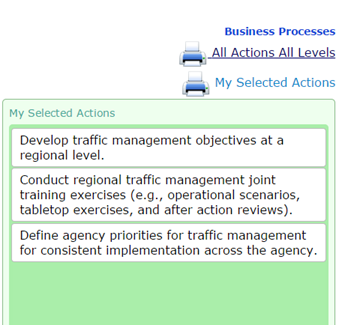 Business Processes
All Actions All Levels
My Selected Actions
My Selected Actions
Develop traffic management objectives at a
regional level.
Conduct regional traffic management joint
training exercises (e.g., operational scenarios,
tabletop exercises, and after action reviews).
Define agency priorities for traffic management
for consistent implementation across the agency.